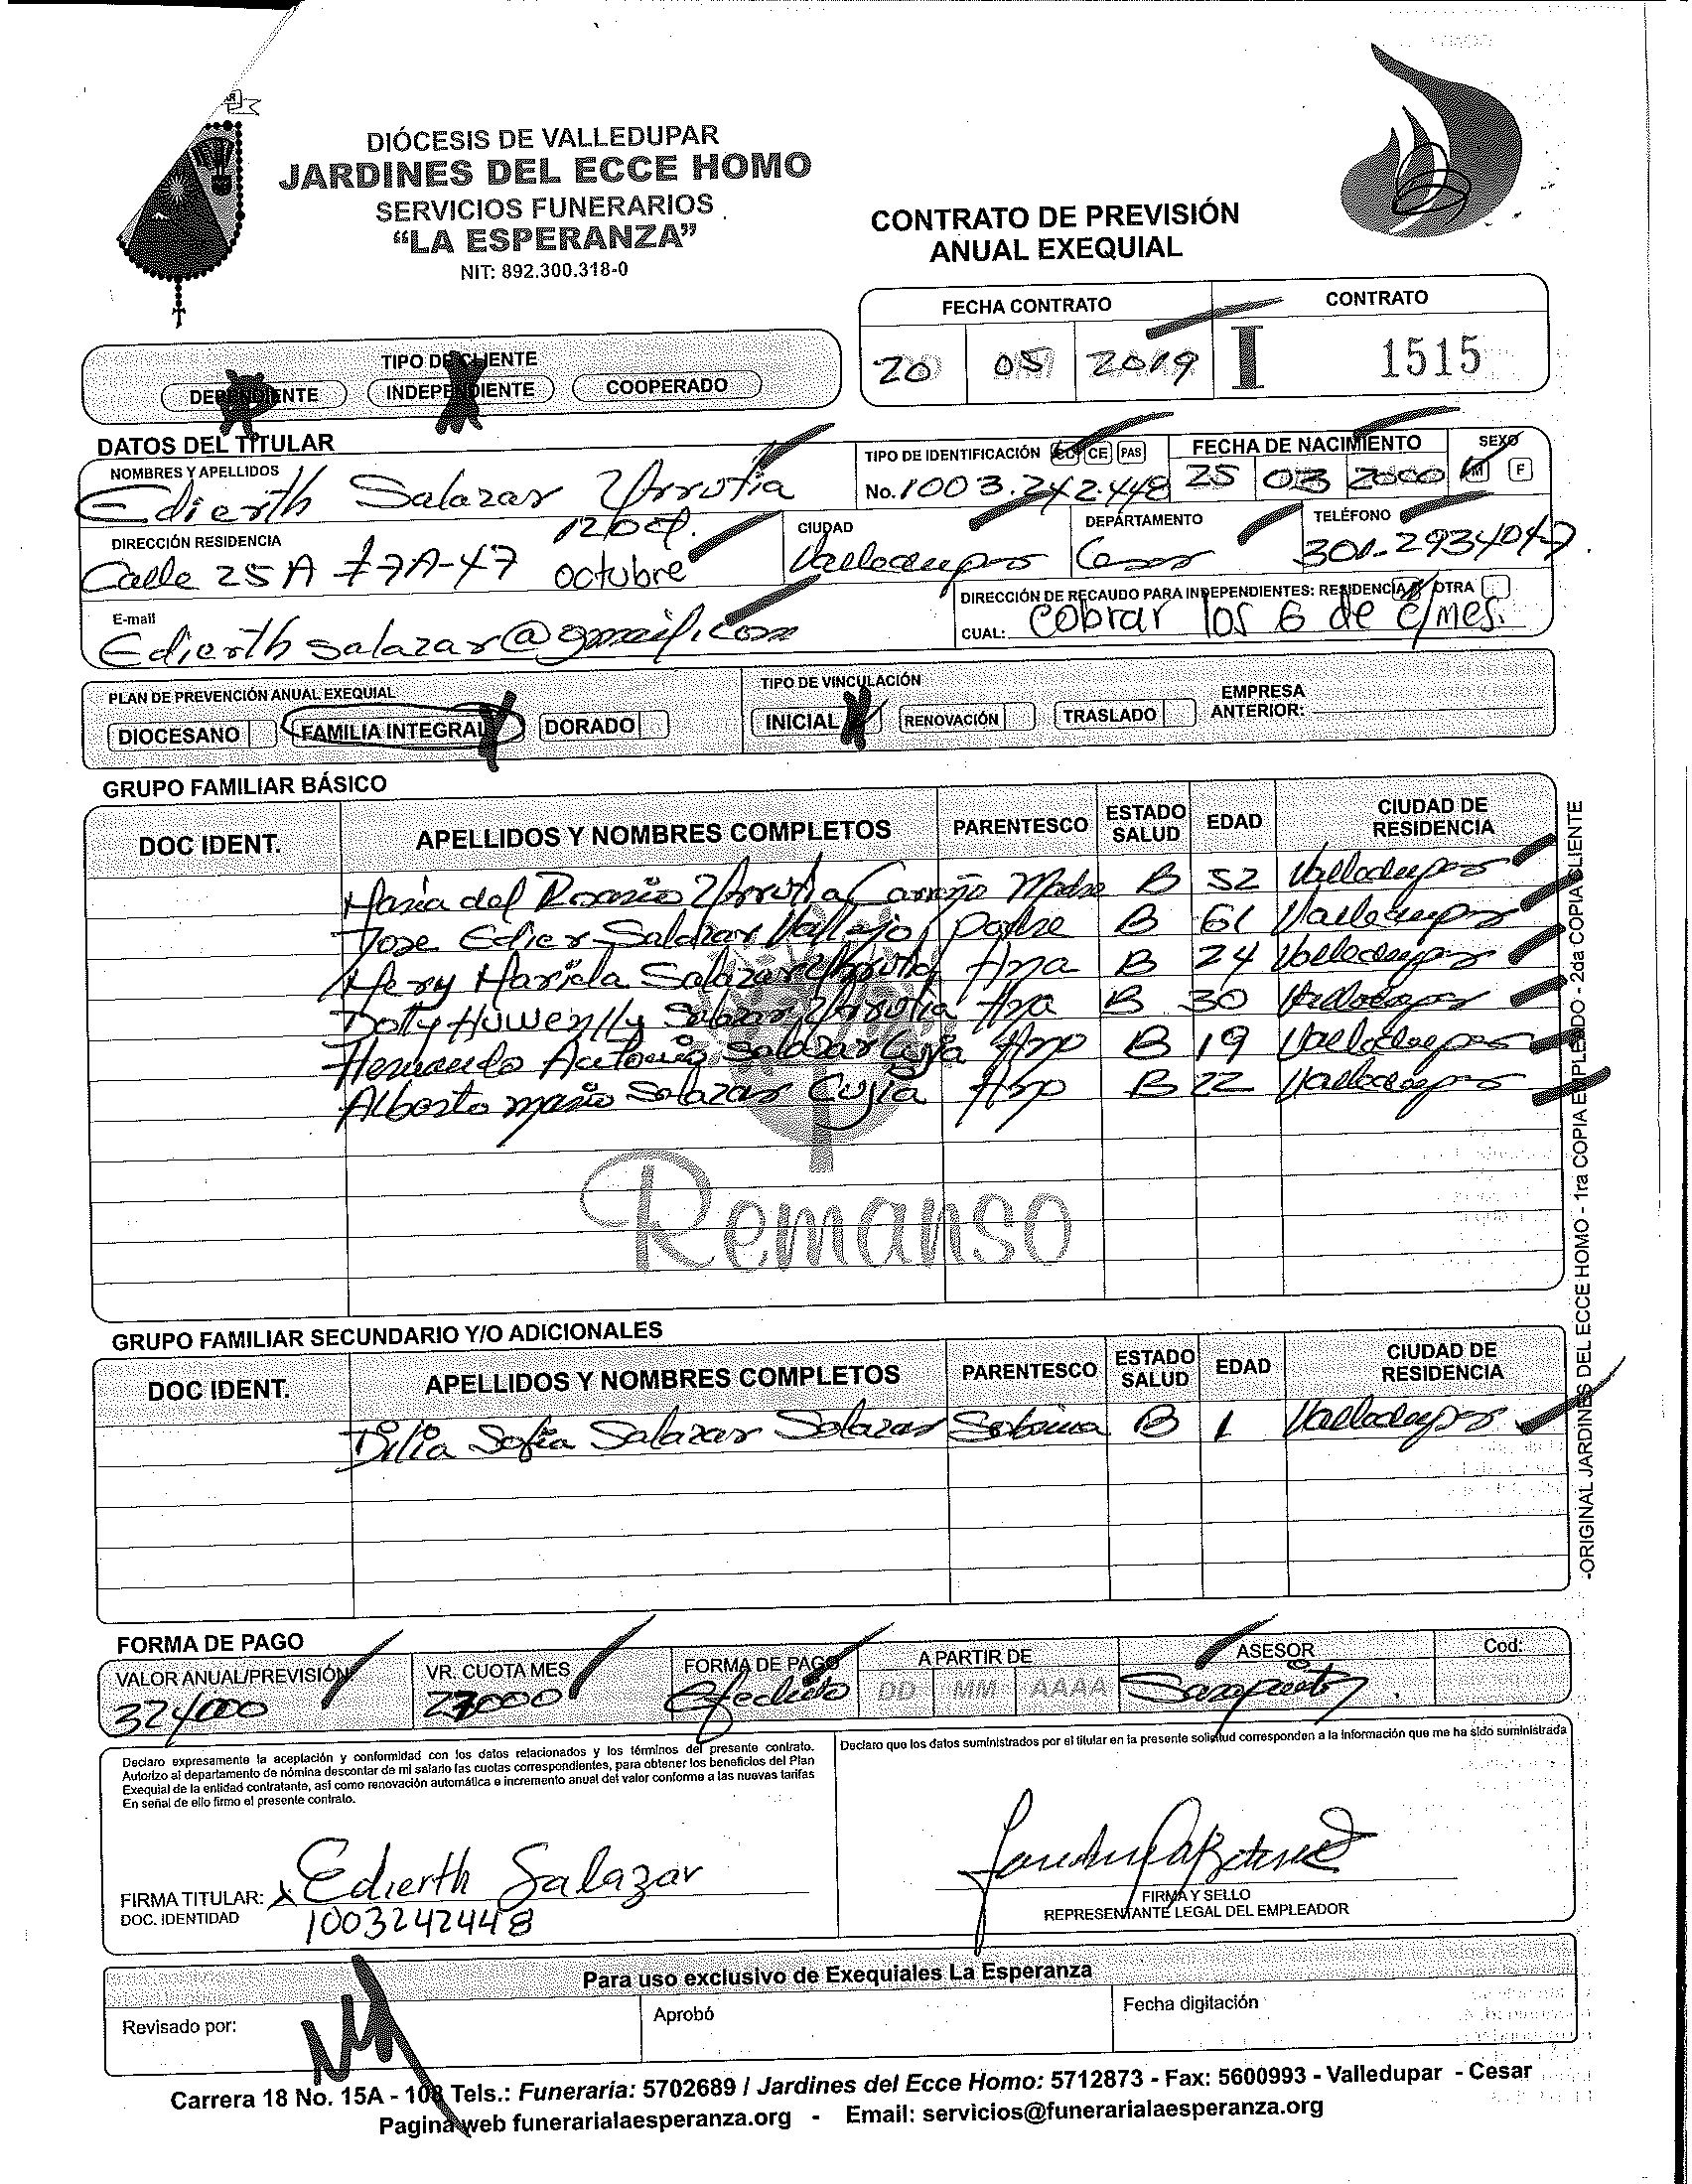 DIÓCESIS DE VALLEDUPAR
JARDINES DEL ECCE HOMO
SERVICIOS FUNERARIOS
“LA ESPERANZA”
NIT: 892.300.318-0
CONTRATO DE PREVISIÓN
ANUAL EXEQUIAL
FECHA CONTRATO CONTRATO
20 05 2019 I 1515
TIPO DE CLIENTE
DEPENDIENTE INDEPENDIENTE COOPERADO
DATOS DEL TITULAR
NOMBRES Y APELLIDOS
Edierth Salazar Urrutia
TIPO DE IDENTIFICACIÓN CC CE PAS
No. 1003.242.448
FECHA DE NACIMIENTO
25 03 2000
SEXO
M F
DIRECCIÓN RESIDENCIA
Calle 25A #7A-47 12 de octubre
CIUDAD
Valledupar
DEPARTAMENTO
Cesar
TELÉFONO
301-2934047
E-mail
Edierthsalazar@gmail.com
DIRECCIÓN DE RECAUDO PARA INDEPENDIENTES: RESIDENCIA OTRA
CUAL: Cobrar los 6 de c/mes.
PLAN DE PREVENCIÓN ANUAL EXEQUIAL
DIOCESANO FAMILIA INTEGRAL DORADO
TIPO DE VINCULACIÓN
INICIAL RENOVACIÓN TRASLADO
EMPRESA
ANTERIOR:
GRUPO FAMILIAR BÁSICO
DOC IDENT. APELLIDOS Y NOMBRES COMPLETOS PARENTESCO ESTADO SALUD EDAD CIUDAD DE RESIDENCIA
Maria del Rosario Urrutia Carreño Madre B 52 Valledupar
Jose Edier Salazar Vallejo padre B 61 Valledupar
Mery Mariela Salazar Urrutia Hna B 24 Valledupar
Doty Huwenlly Salazar Urrutia Hna B 30 Valledupar
Hernando Antonio Salazar Cujia Hno B 19 Valledupar
Alberto mario Salazar Cujia Hno B 22 Valledupar
Remanso
GRUPO FAMILIAR SECUNDARIO Y/O ADICIONALES
DOC IDENT. APELLIDOS Y NOMBRES COMPLETOS PARENTESCO ESTADO SALUD EDAD CIUDAD DE RESIDENCIA
Dilia Sofia Salazar Salazar Sobrina B 1 Valledupar
-ORIGINAL JARDINES DEL ECCE HOMO - 1ra COPIA EMPLEADO - 2da COPIA CLIENTE
FORMA DE PAGO
VALOR ANUAL/PREVISIÓN VR. CUOTA MES FORMA DE PAGO A PARTIR DE ASESOR Cod:
324000 27000 Efectivo DD MM AAAA
Declaro expresamente la aceptación y conformidad con los datos relacionados y los términos del presente contrato.
Autorizo al departamento de nómina descontar de mi salario las cuotas correspondientes, para obtener los beneficios del Plan
Exequial de la entidad contratante, así como renovación automática e incremento anual del valor conforme a las nuevas tarifas
En señal de ello firmo el presente contrato.
Declaro que los datos suministrados por el titular en la presente solicitud corresponden a la información que me ha sido suministrada
FIRMA TITULAR: X Edierth Salazar
DOC. IDENTIDAD 1003242448
FIRMA Y SELLO
REPRESENTANTE LEGAL DEL EMPLEADOR
Para uso exclusivo de Exequiales La Esperanza
Revisado por: Aprobó Fecha digitación
Carrera 18 No. 15A - 108 Tels.: Funeraria: 5702689 / Jardines del Ecce Homo: 5712873 - Fax: 5600993 - Valledupar - Cesar
Pagina web funerarialaesperanza.org - Email: servicios@funerarialaesperanza.org